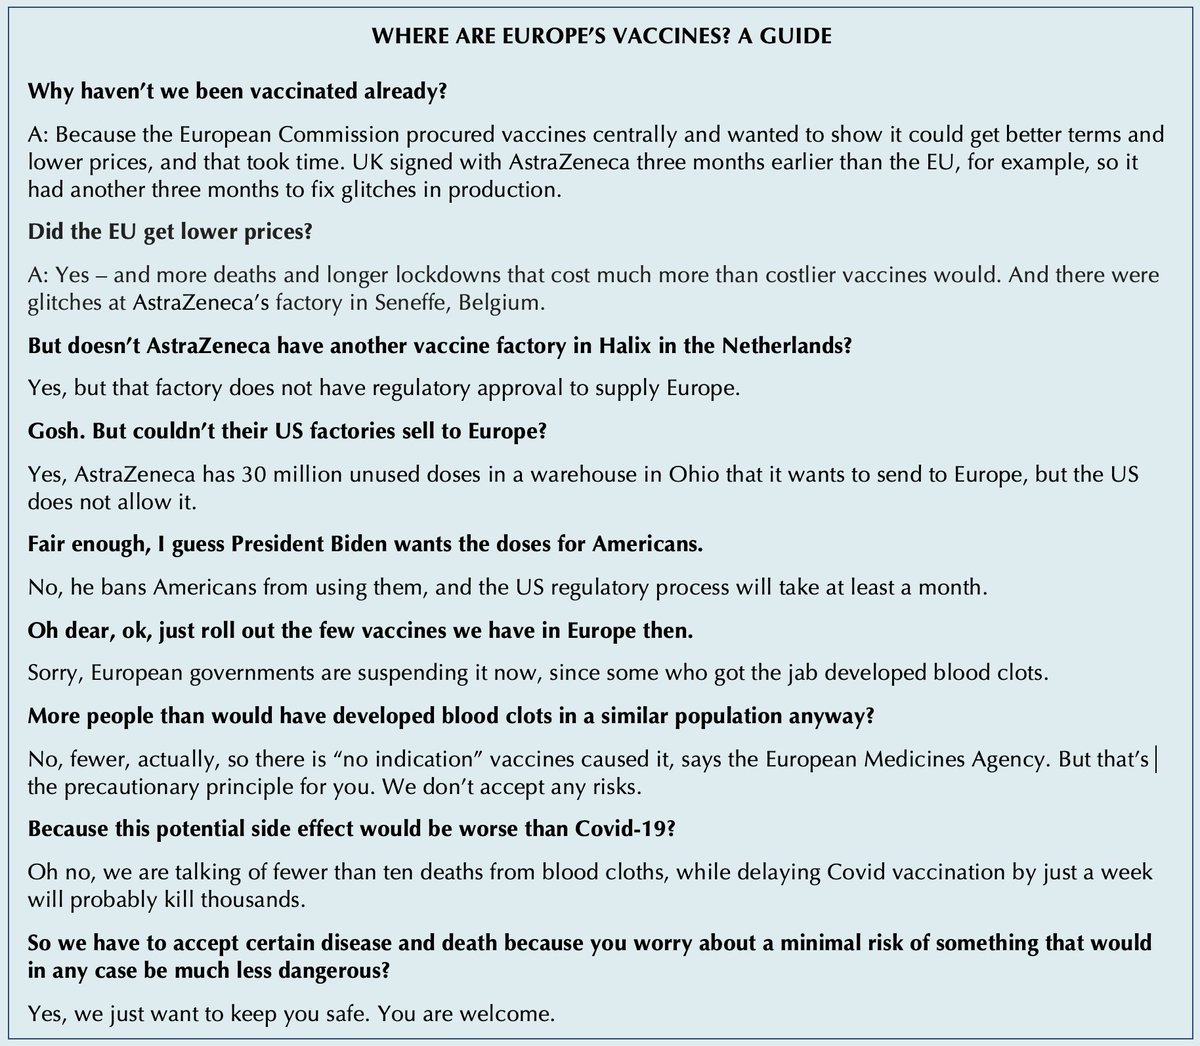 WHERE ARE EUROPE’S VACCINES? A GUIDE
Why haven’t we been vaccinated already?
A: Because the European Commission procured vaccines centrally and wanted to show it could get better terms and
lower prices, and that took time. UK signed with AstraZeneca three months earlier than the EU, for example, so it
had another three months to fix glitches in production.
Did the EU get lower prices?
A: Yes – and more deaths and longer lockdowns that cost much more than costlier vaccines would. And there were
glitches at AstraZeneca’s factory in Seneffe, Belgium.
But doesn’t AstraZeneca have another vaccine factory in Halix in the Netherlands?
Yes, but that factory does not have regulatory approval to supply Europe.
Gosh. But couldn’t their US factories sell to Europe?
Yes, AstraZeneca has 30 million unused doses in a warehouse in Ohio that it wants to send to Europe, but the US
does not allow it.
Fair enough, I guess President Biden wants the doses for Americans.
No, he bans Americans from using them, and the US regulatory process will take at least a month.
Oh dear, ok, just roll out the few vaccines we have in Europe then.
Sorry, European governments are suspending it now, since some who got the jab developed blood clots.
More people than would have developed blood clots in a similar population anyway?
No, fewer, actually, so there is “no indication” vaccines caused it, says the European Medicines Agency. But that’s
the precautionary principle for you. We don’t accept any risks.
Because this potential side effect would be worse than Covid-19?
Oh no, we are talking of fewer than ten deaths from blood cloths, while delaying Covid vaccination by just a week
will probably kill thousands.
So we have to accept certain disease and death because you worry about a minimal risk of something that would
in any case be much less dangerous?
Yes, we just want to keep you safe. You are welcome.